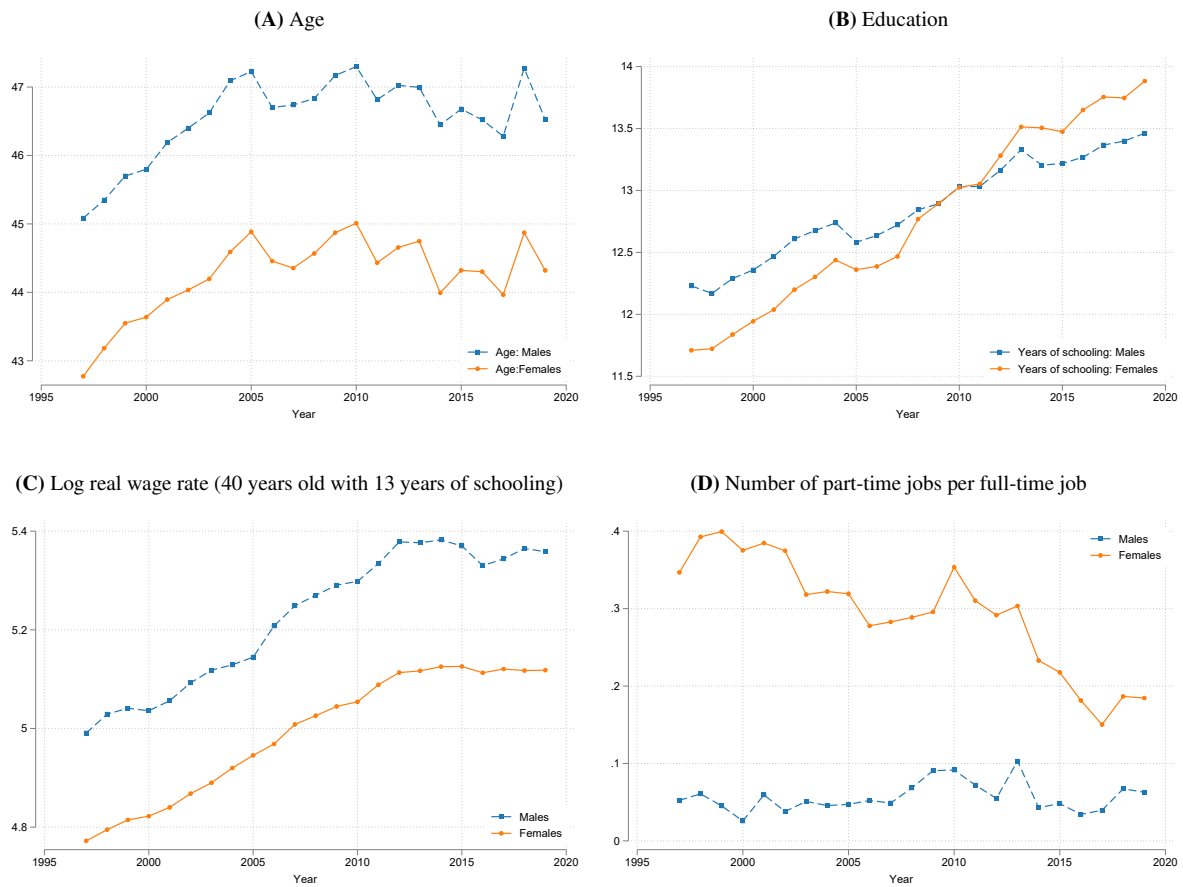 (A) Age
47
46
45
44
43
1995 2000 2005 2010 2015 2020
Year
Age: Males
Age:Females
(B) Education
14
13.5
13
12.5
12
11.5
1995 2000 2005 2010 2015 2020
Year
Years of schooling: Males
Years of schooling: Females
(C) Log real wage rate (40 years old with 13 years of schooling)
5.4
5.2
5
4.8
1995 2000 2005 2010 2015 2020
Year
Males
Females
(D) Number of part-time jobs per full-time job
.4
.3
.2
.1
0
1995 2000 2005 2010 2015 2020
Year
Males
Females